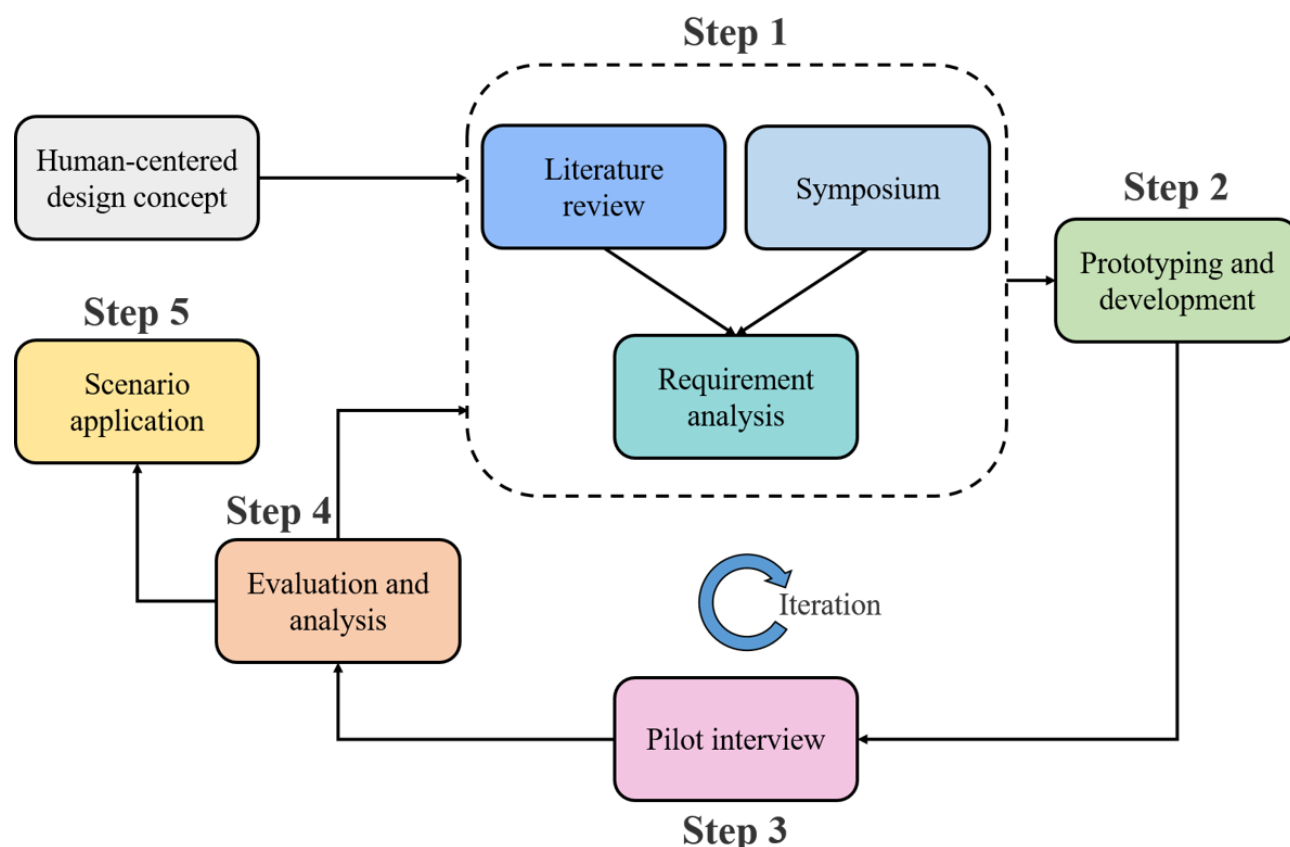 Step 1
Human-centered
design concept
Literature
review
Symposium
Step 2
Prototyping and
development
Requirement
analysis
Step 5
Scenario
application
Step 4
Evaluation and
analysis
Iteration
Pilot interview
Step 3